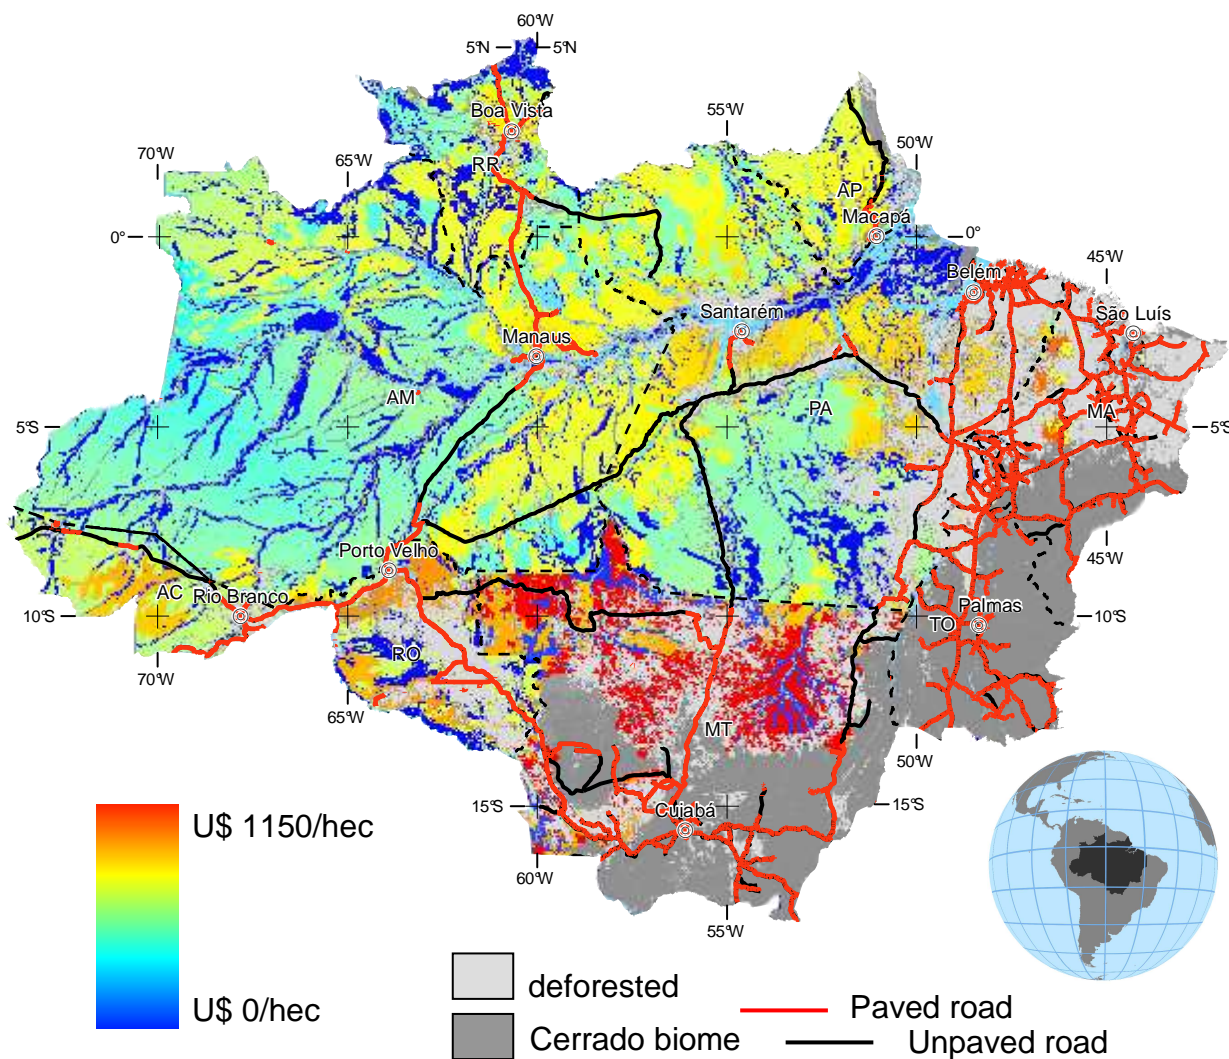 60°W
5°N
5°N
Boa Vista
55°W
70°W
65°W
RR
50°W
AP
Macapá
0°
0°
45°W
Belém
Santarém
São Luís
Manaus
AM
PA
MA
5°S
5°S
45°W
Porto Velho
AC
Rio Branco
Palmas
10°S
10°S
TO
RO
70°W
65°W
MT
50°W
15°S
15°S
Cuiabá
U$ 1150/hec
60°W
55°W
deforested
U$ 0/hec
Paved road
Cerrado biome
Unpaved road